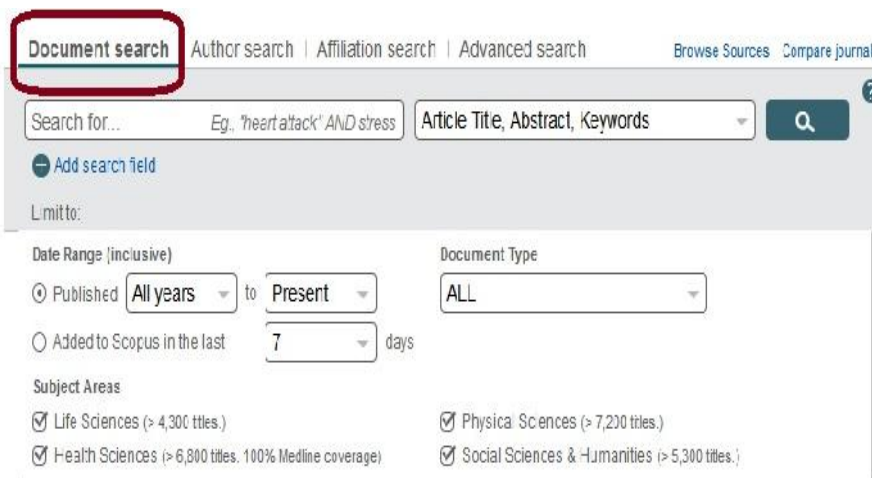 Document search | Author search | Affiliation search | Advanced search Browse Sources Compare journal
Search for... Eg., "heart attack" AND stress Article Title, Abstract, Keywords
Add search field
Limit to:
Date Range (inclusive) Document Type
Published All years to Present ALL
Added to Scopus in the last 7 days
Subject Areas
Life Sciences (> 4,300 titles.) Physical Sciences (> 7,200 titles.)
Health Sciences (> 6,800 titles. 100% Medline coverage) Social Sciences & Humanities (> 5,300 titles.)